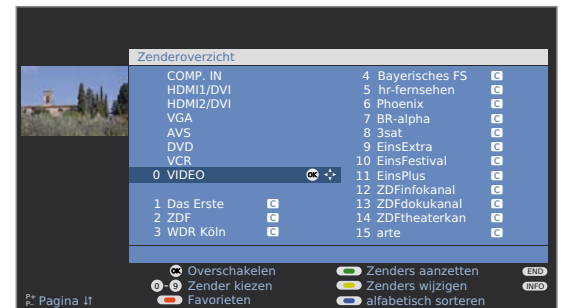 Zenderoverzicht
COMP. IN
HDMI1/DVI
HDMI2/DVI
VGA
AVS
DVD
VCR
0 VIDEO OK
1 Das Erste C
2 ZDF C
3 WDR Köln C
4 Bayerisches FS C
5 hr-fernsehen C
6 Phoenix C
7 BR-alpha C
8 3sat C
9 EinsExtra C
10 EinsFestival C
11 EinsPlus C
12 ZDFinfokanal C
13 ZDFdokukanal C
14 ZDFtheaterkan C
15 arte C
OK Overschakelen
0-9 Zender kiezen
P+ P- Pagina
Favorieten
Zenders aanzetten END
Zenders wijzigen INFO
alfabetisch sorteren